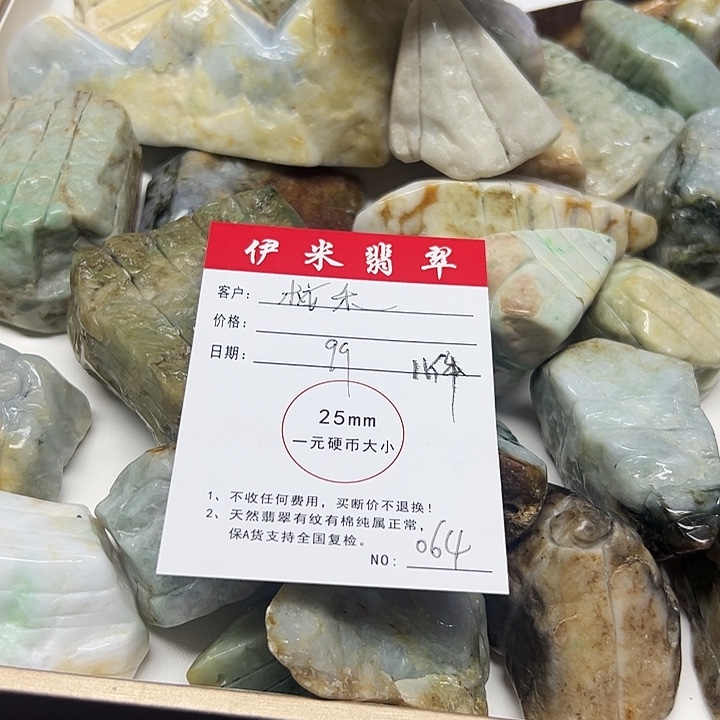 伊米翡翠
客户:
价格:
日期: 99
25mm
一元硬币大小
1、不收任何费用，买断价不退换！
2、天然翡翠有纹有棉纯属正常，
保A货支持全国复检。
NO: 064